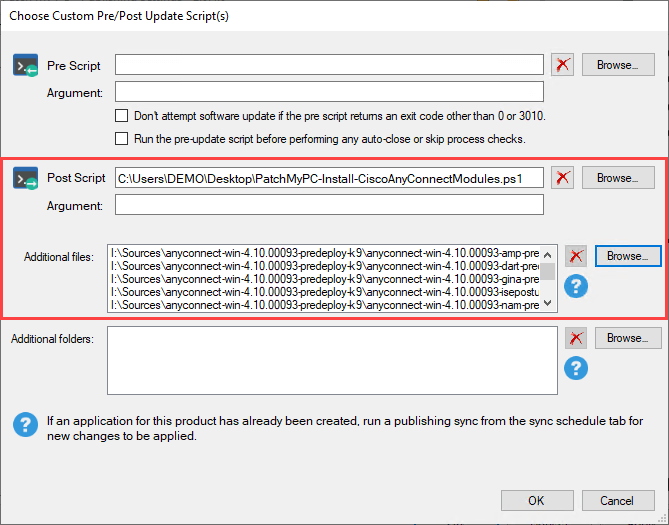 Choose Custom Pre/Post Update Script(s)
Pre Script
Browse...
Argument:
Don't attempt software update if the pre script returns an exit code other than 0 or 3010.
Run the pre-update script before performing any auto-close or skip process checks.
Post Script
C:\Users\DEMO\Desktop\PatchMyPC-Install-CiscoAnyConnectModules.ps1
Browse...
Argument:
Additional files:
I:\Sources\anyconnect-win-4.10.00093-predeploy-k9\anyconnect-win-4.10.00093-amp-predep
I:\Sources\anyconnect-win-4.10.00093-predeploy-k9\anyconnect-win-4.10.00093-dart-prede
I:\Sources\anyconnect-win-4.10.00093-predeploy-k9\anyconnect-win-4.10.00093-gina-prede
I:\Sources\anyconnect-win-4.10.00093-predeploy-k9\anyconnect-win-4.10.00093-isepostu
I:\Sources\anyconnect-win-4.10.00093-predeploy-k9\anyconnect-win-4.10.00093-nam-pre
Browse...
?
Additional folders:
Browse...
?
? If an application for this product has already been created, run a publishing sync from the sync schedule tab for
new changes to be applied.
OK
Cancel